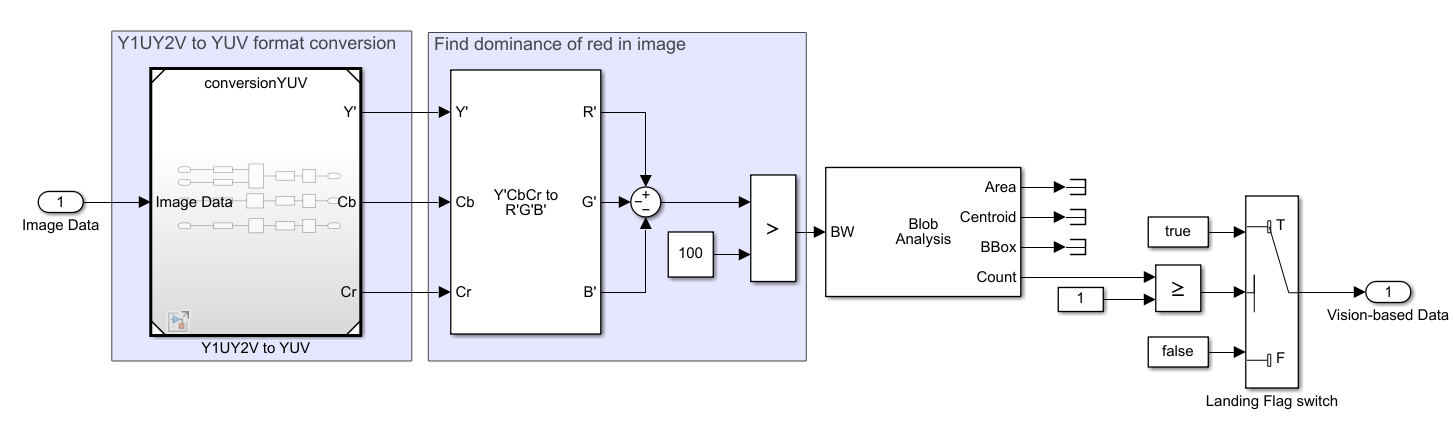 Y1UY2V to YUV format conversion
Find dominance of red in image
conversionYUV
Y'
Y'
R'
1
Image Data
Image Data
Cb
Cb
Y'CbCr to
R'G'B'
G'
+
−
−
100
>
Cr
Cr
B'
Y1UY2V to YUV
BW
Blob
Analysis
Area
Centroid
BBox
Count
1
≥
true
T
false
F
Landing Flag switch
1
Vision-based Data